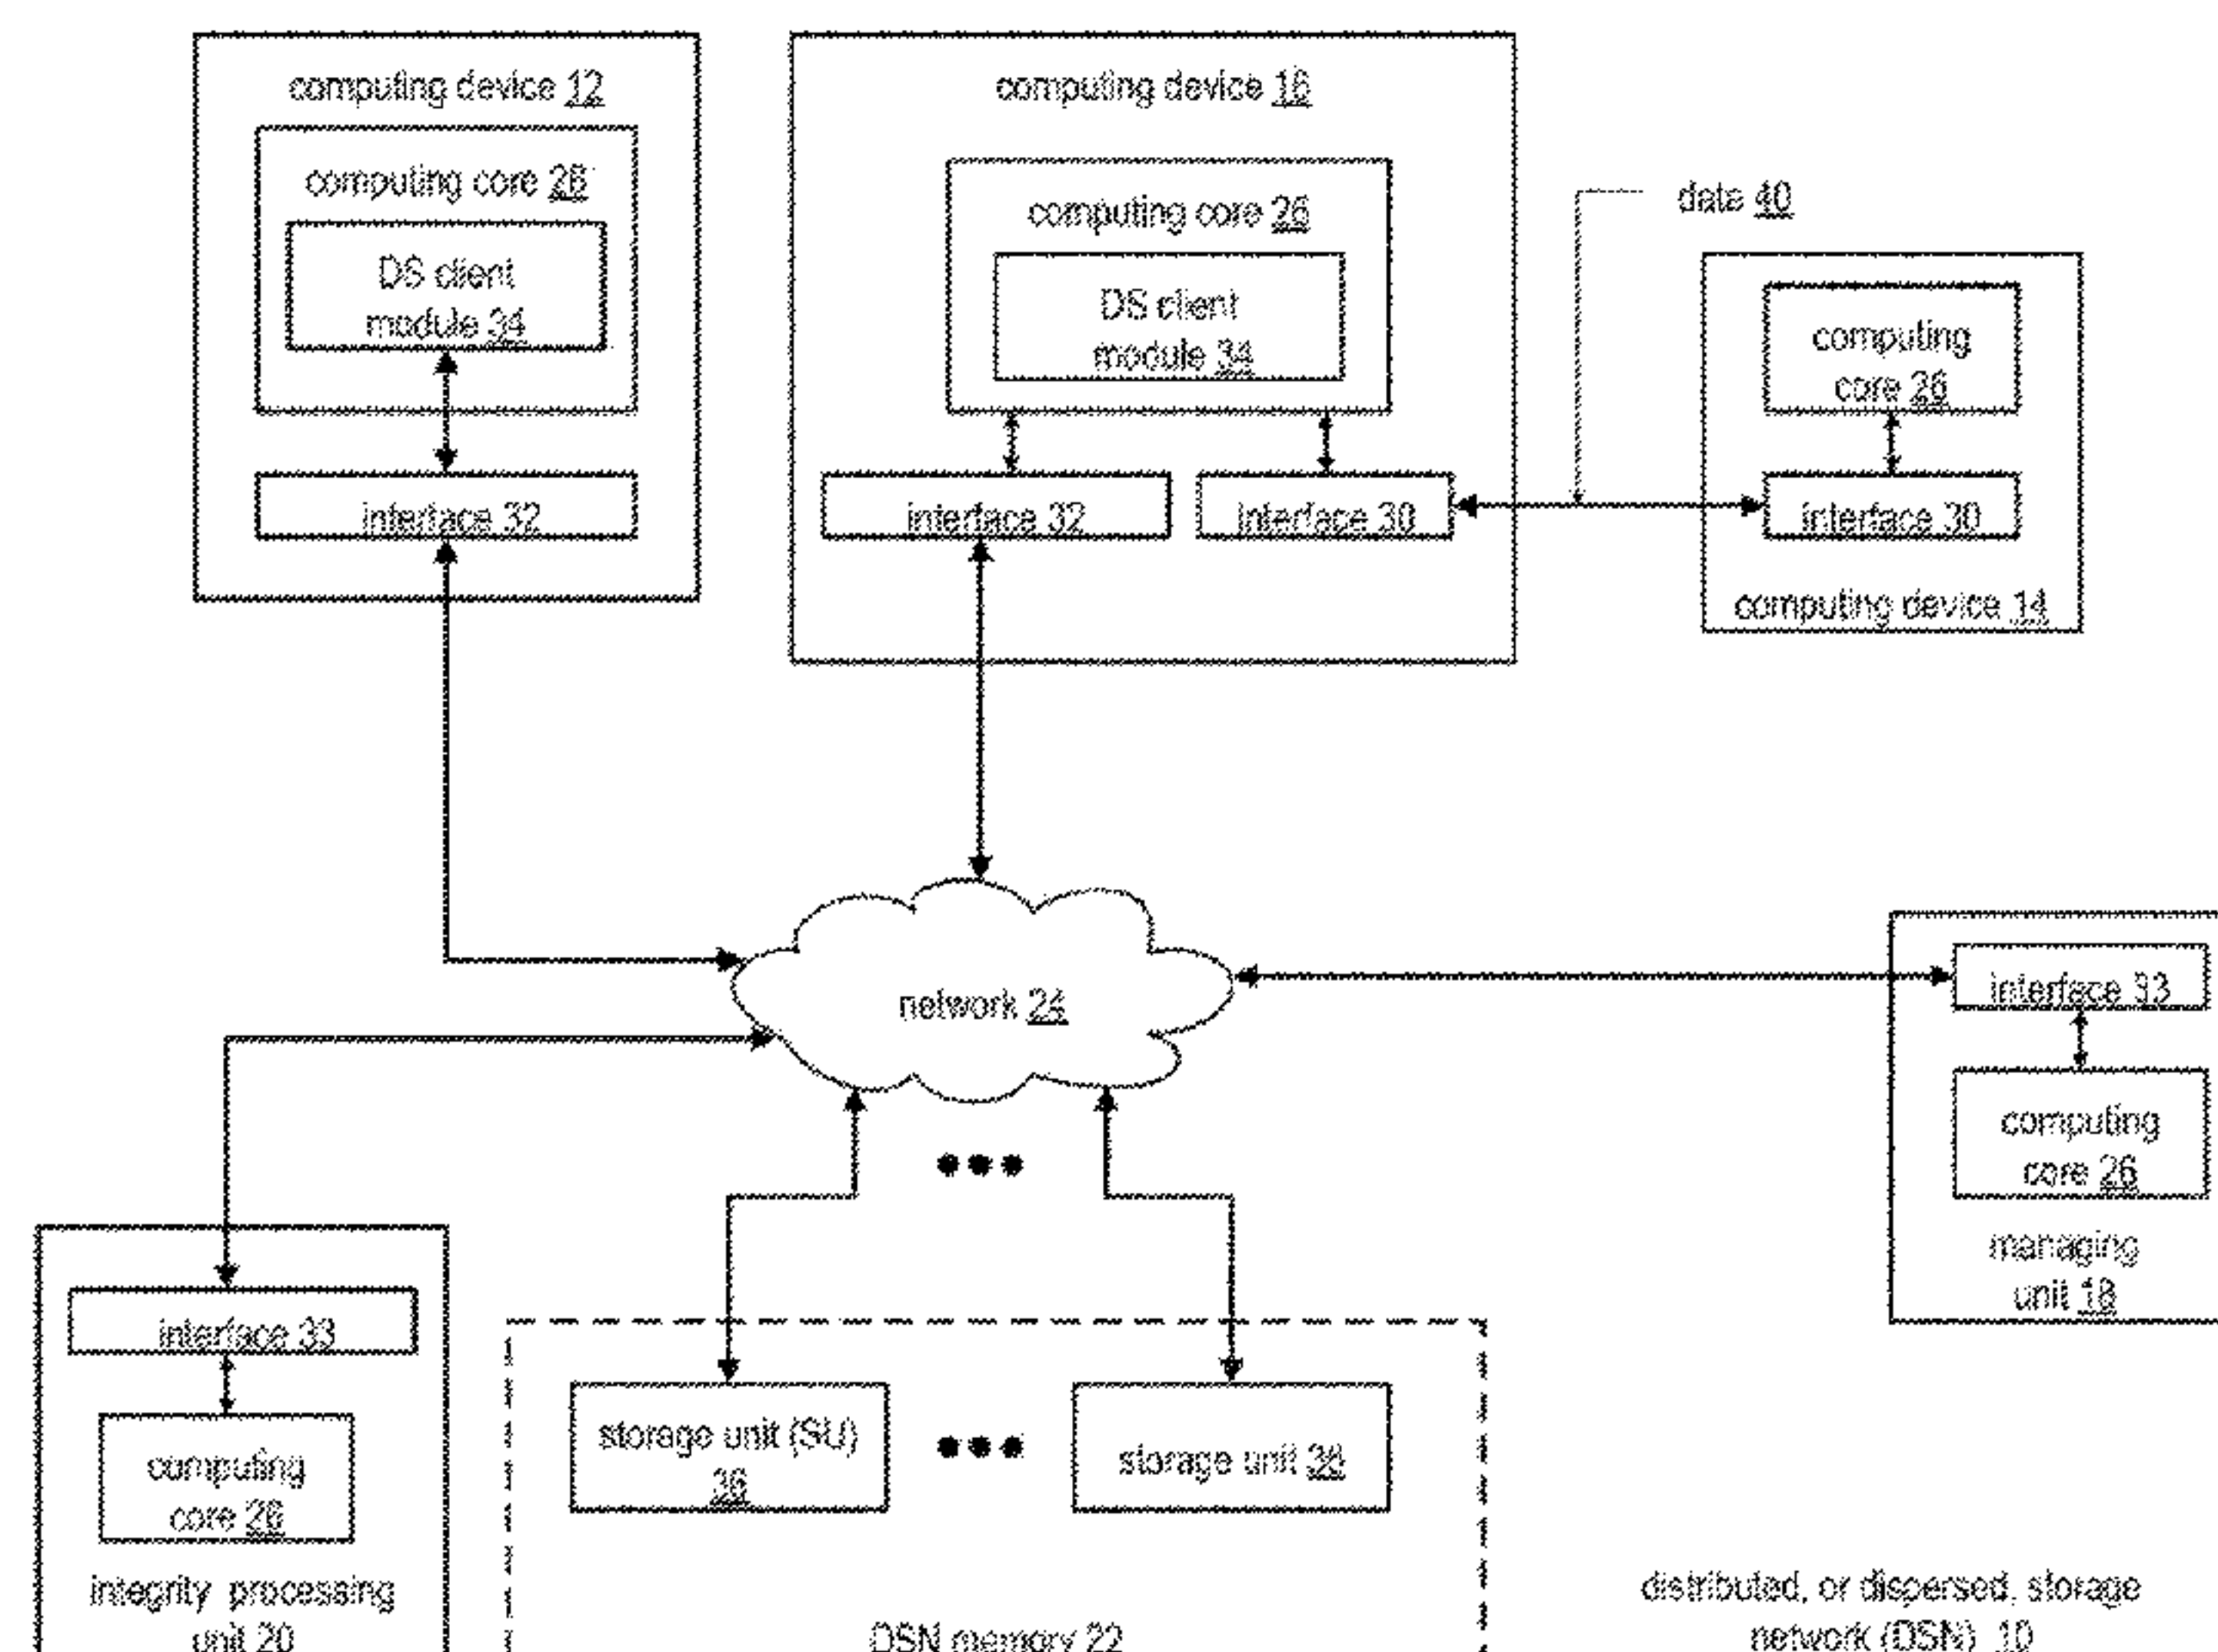 computing device 12
computing core 26
DS client
module 34
interface 32
computing device 16
computing core 26
DS client
module 34
interface 32
interface 30
data 40
computing
core 26
interface 30
computing device 14
network 24
interface 33
computing
core 26
managing
unit 18
interface 33
computing
core 26
integrity processing
unit 20
storage unit (SU)
36
storage unit 36
DSN memory 22
distributed, or dispersed, storage
network (DSN) 10